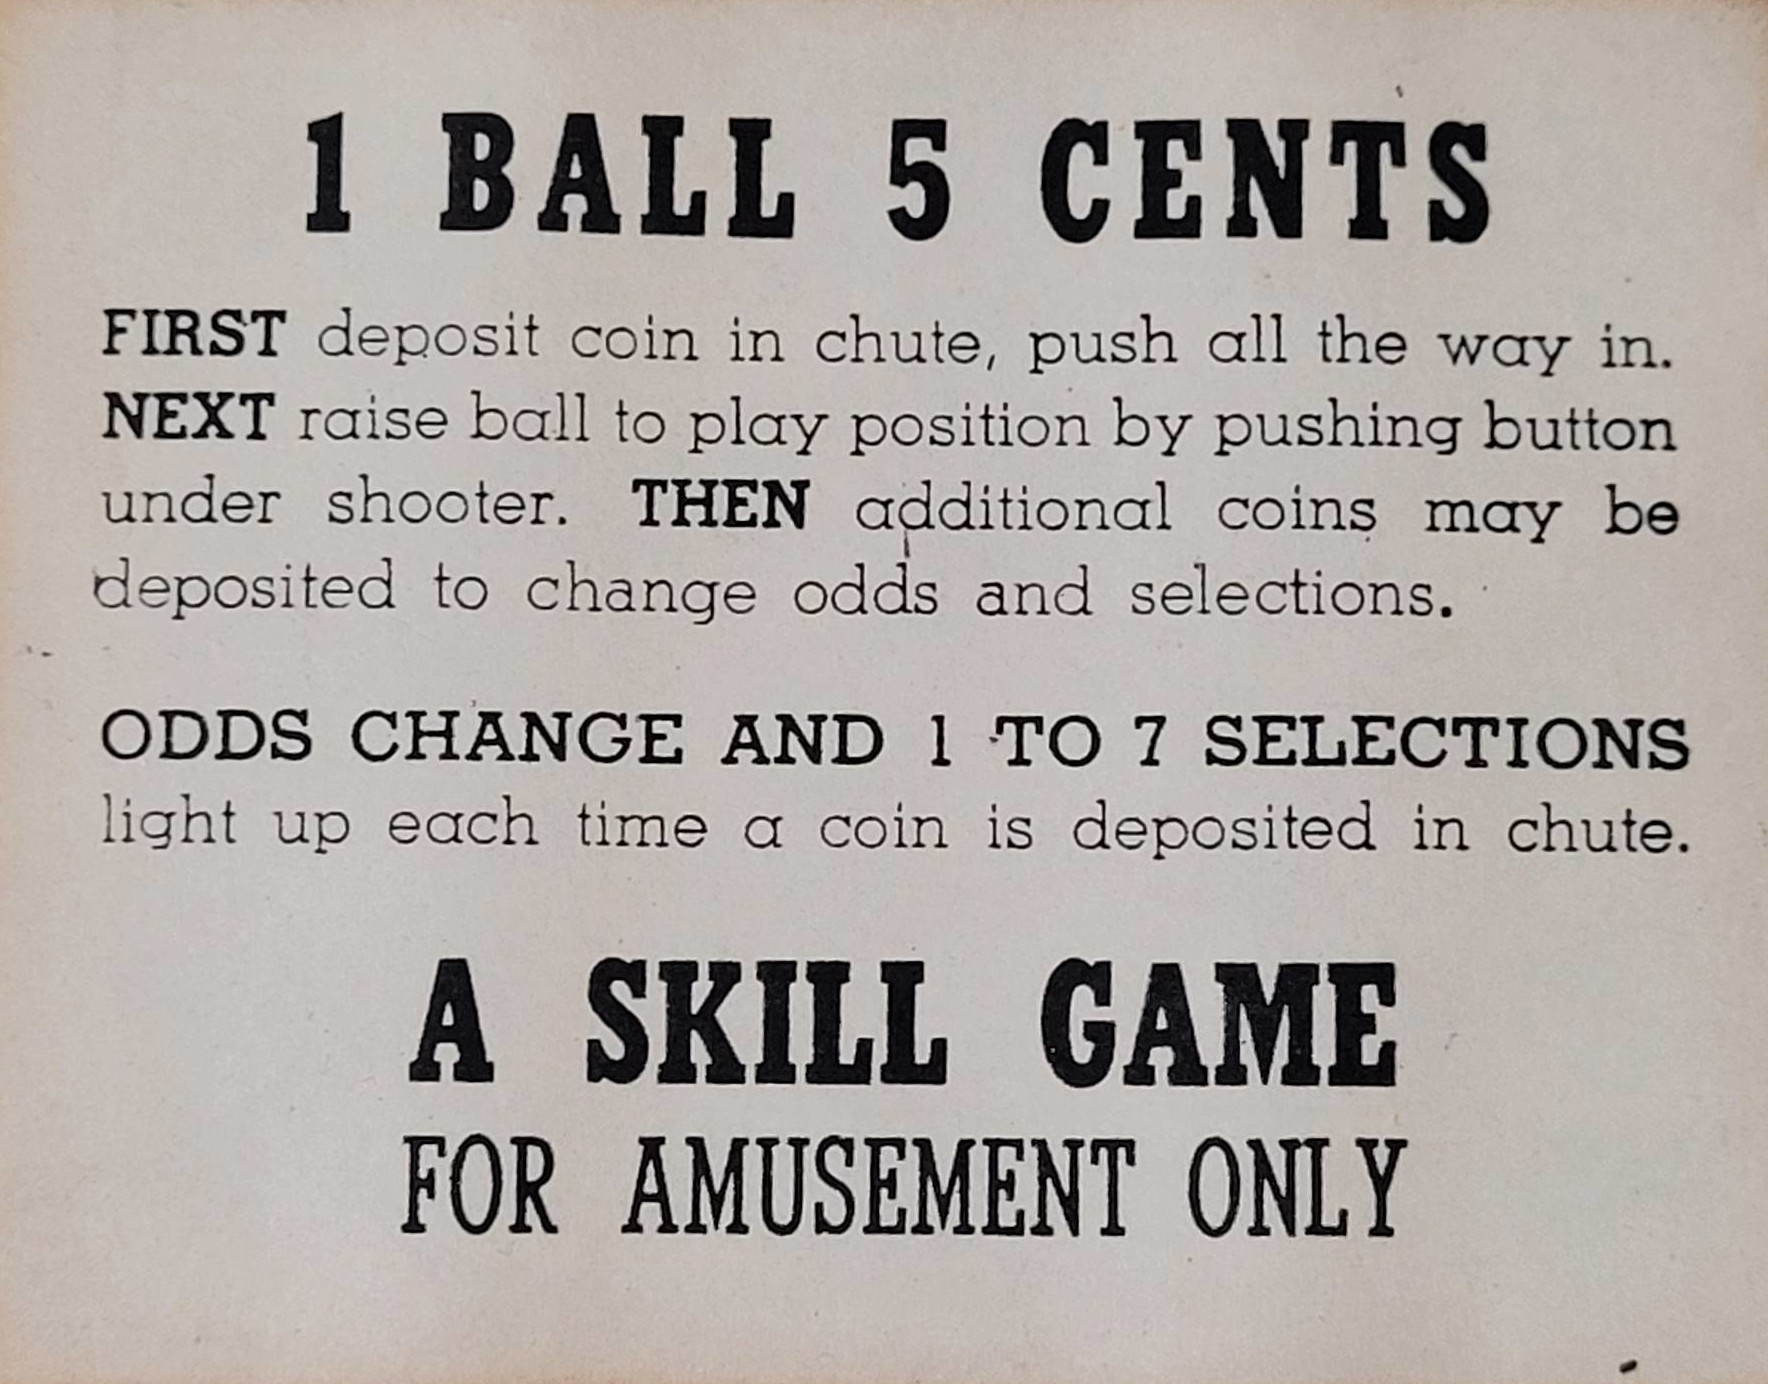 1 BALL 5 CENTS
FIRST deposit coin in chute, push all the way in.
NEXT raise ball to play position by pushing button
under shooter. THEN additional coins may be
deposited to change odds and selections.
ODDS CHANGE AND 1 TO 7 SELECTIONS
light up each time a coin is deposited in chute.
A SKILL GAME
FOR AMUSEMENT ONLY